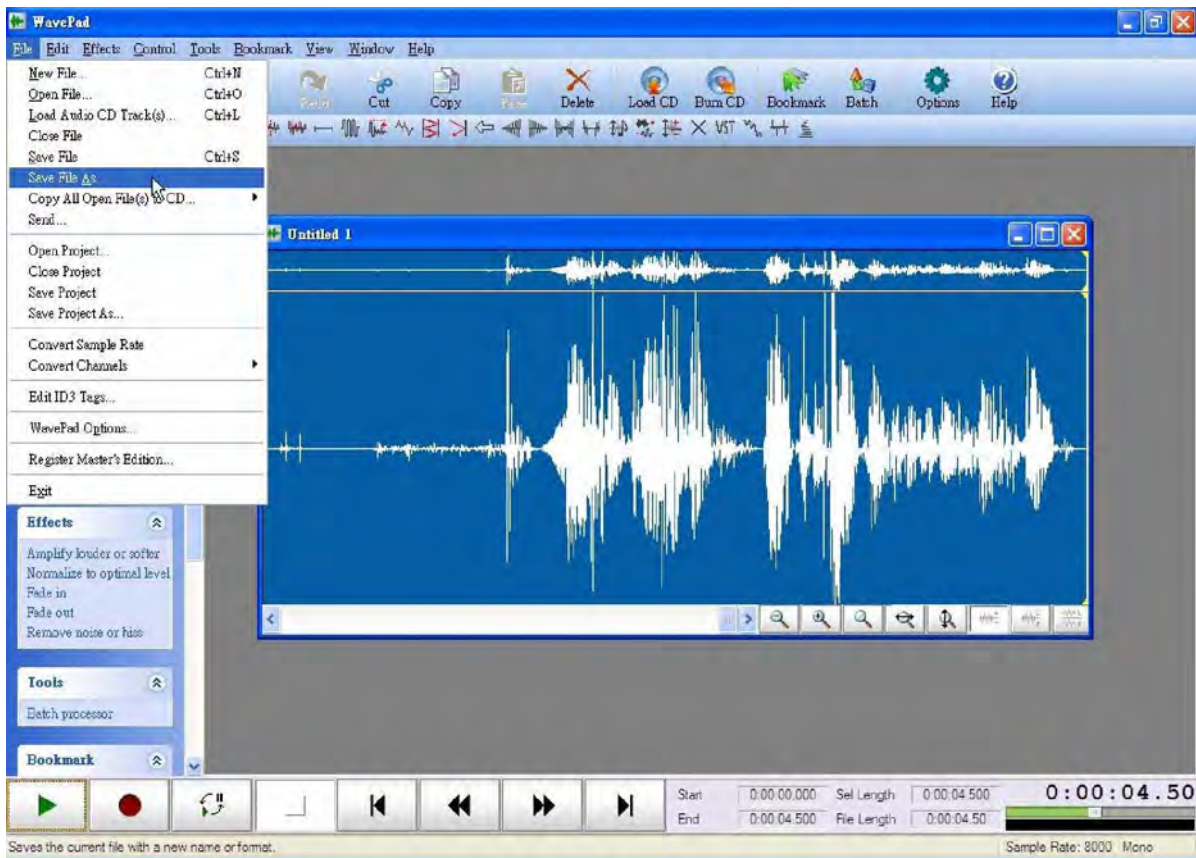 WavePad
File Edit Effects Control Tools Bookmark View Window Help
New File... Ctrl+N
Open File... Ctrl+O
Load Audio CD Track(s)... Ctrl+L
Close File
Save File Ctrl+S
Save File As...
Copy All Open File(s) to CD...
Send...
Open Project...
Close Project
Save Project
Save Project As...
Convert Sample Rate
Convert Channels
Edit ID3 Tags...
WavePad Options...
Register Master's Edition...
Exit
Cut Copy Paste Delete Load CD Burn CD Bookmark Batch Options Help
VST
Untitled 1
Effects
Amplify louder or softer
Normalize to optimal level
Fade in
Fade out
Remove noise or hiss
Tools
Batch processor
Bookmark
Start 0:00:00.000 Sel Length 0:00:04.500 0:00:04.50
End 0:00:04.500 File Length 0:00:04.50
Saves the current file with a new name or format. Sample Rate: 8000 Mono